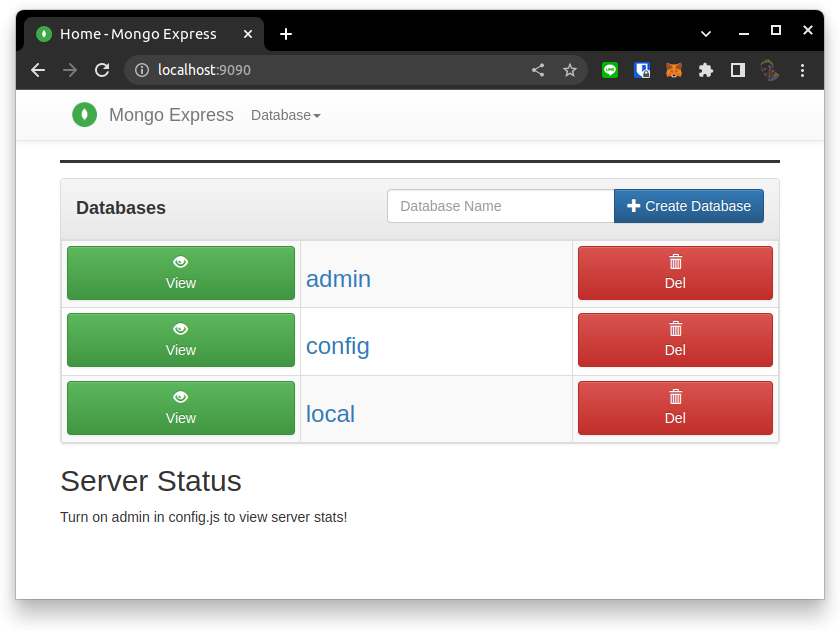 Home - Mongo Express
localhost:9090
Mongo Express Database
Databases Database Name Create Database
View admin Del
View config Del
View local Del
Server Status
Turn on admin in config.js to view server stats!